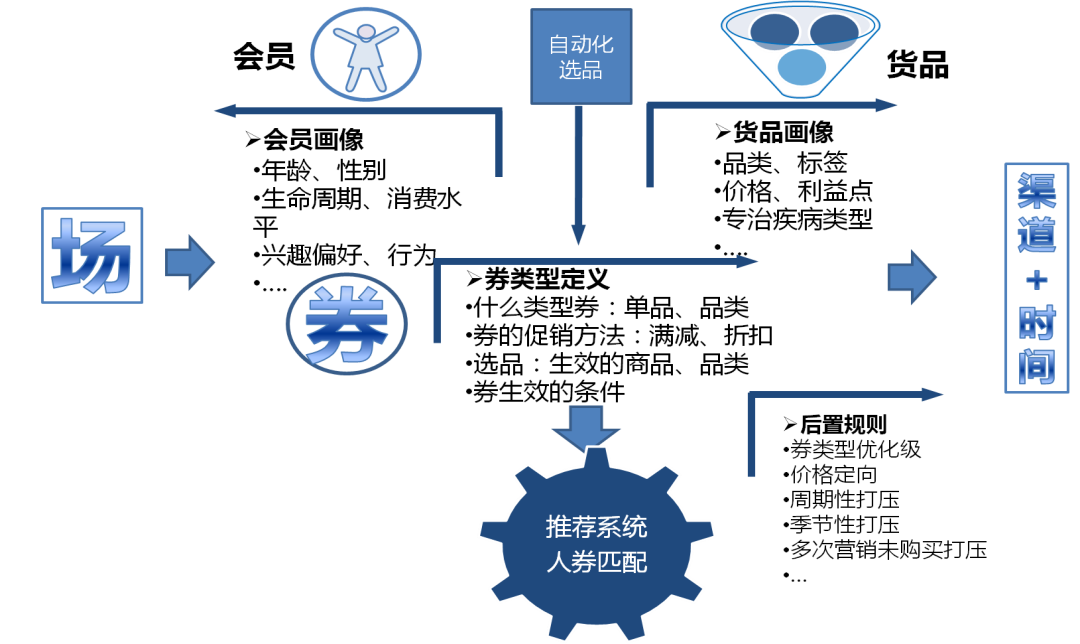 会员
自动化
选品
货品
➢会员画像
•年龄、性别
•生命周期、消费水
平
•兴趣偏好、行为
•….
➢货品画像
•品类、标签
•价格、利益点
•专治疾病类型
•….
场
券
➢券类型定义
•什么类型券：单品、品类
•券的促销方法：满减、折扣
•选品：生效的商品、品类
•券生效的条件
渠
道
+
时
间
➢后置规则
•券类型优化级
•价格定向
•周期性打压
•季节性打压
•多次营销未购买打压
•…
推荐系统
人券匹配